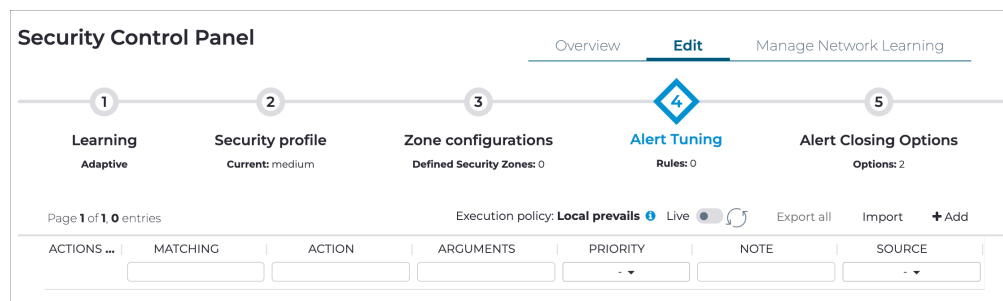 Security Control Panel
Overview Edit Manage Network Learning
1 2 3 4 5
Learning Security profile Zone configurations Alert Tuning Alert Closing Options
Adaptive Current: medium Defined Security Zones: 0 Rules: 0 Options: 2
Page 1 of 1, 0 entries Execution policy: Local prevails Live Export all Import + Add
ACTIONS ... MATCHING ACTION ARGUMENTS PRIORITY NOTE SOURCE
- -